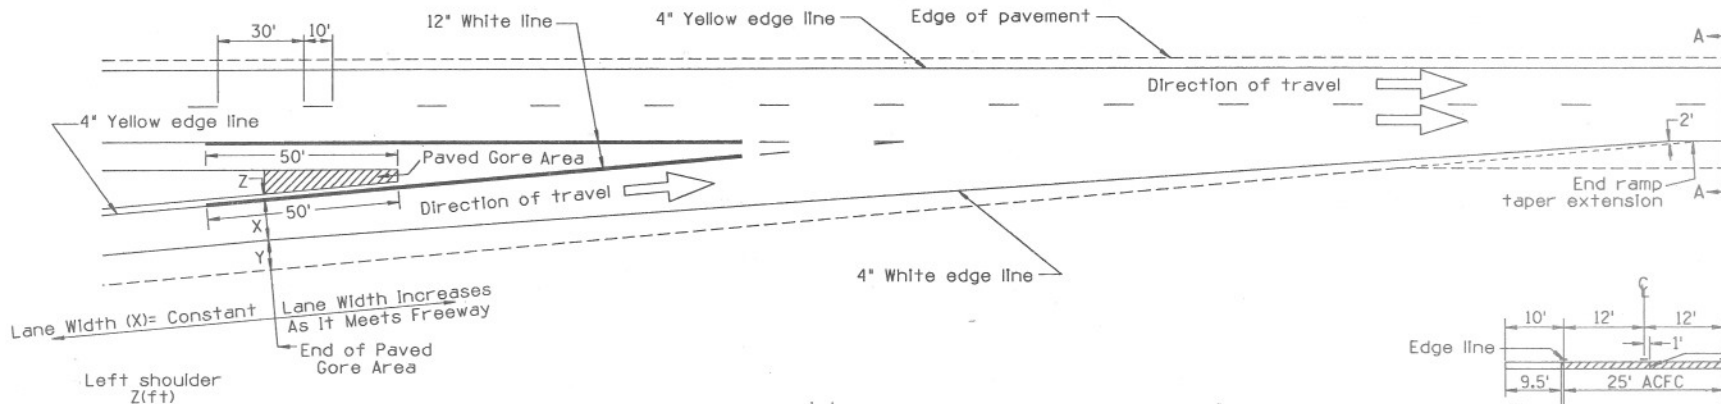 12" White line
4" Yellow edge line
Edge of pavement
30'
10'
A
Direction of travel
4" Yellow edge line
2'
50'
Paved Gore Area
Z
50'
Direction of travel
X
Y
End ramp
taper extension
A
4" White edge line
Lane Width (X)= Constant
Lane Width Increases
As It Meets Freeway
End of Paved
Gore Area
Left shoulder
Z(ft)
10'
12'
12'
Edge line
1'
9.5'
25' ACFC